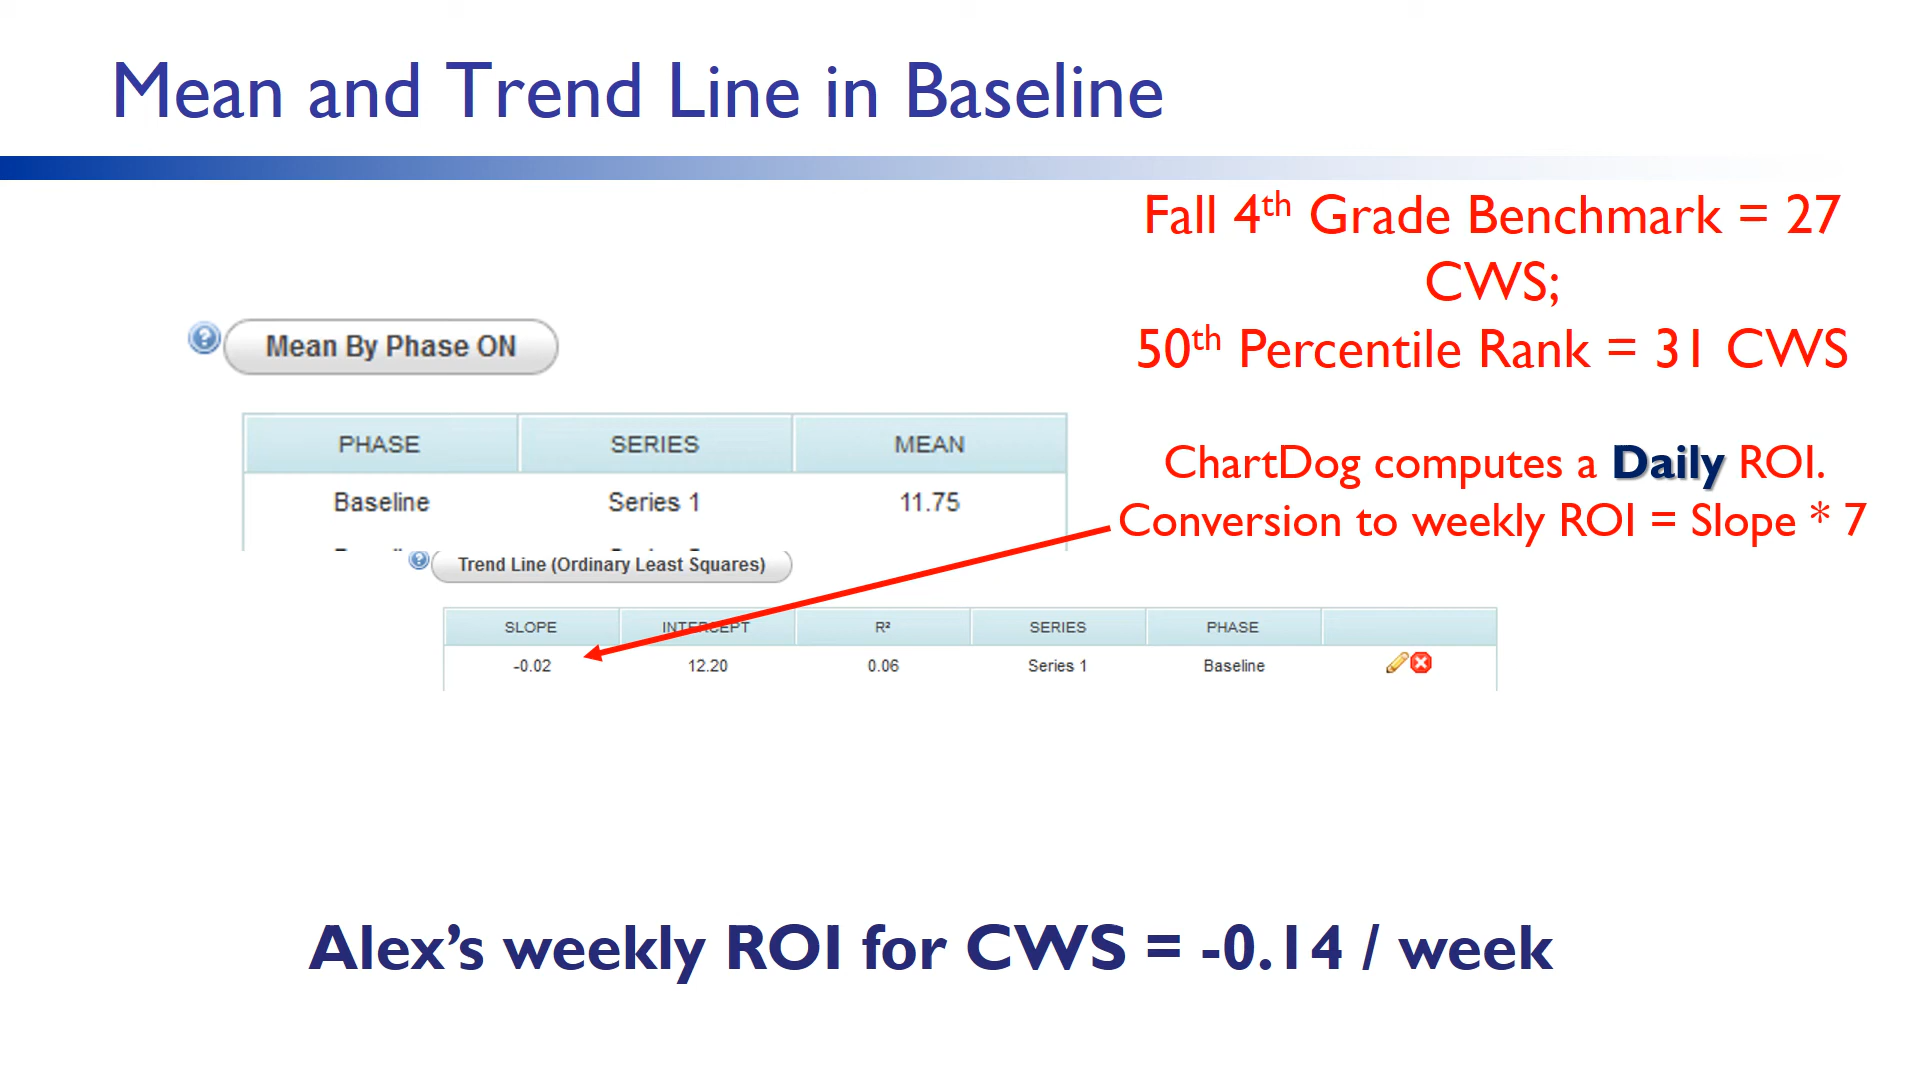 Mean and Trend Line in Baseline
Fall 4th Grade Benchmark = 27
CWS;
50th Percentile Rank = 31 CWS
Mean By Phase ON
PHASE SERIES MEAN
Baseline Series 1 11.75
ChartDog computes a Daily ROI.
Conversion to weekly ROI = Slope * 7
Trend Line (Ordinary Least Squares)
SLOPE INTERCEPT R² SERIES PHASE
-0.02 12.20 0.06 Series 1 Baseline
Alex’s weekly ROI for CWS = -0.14 / week